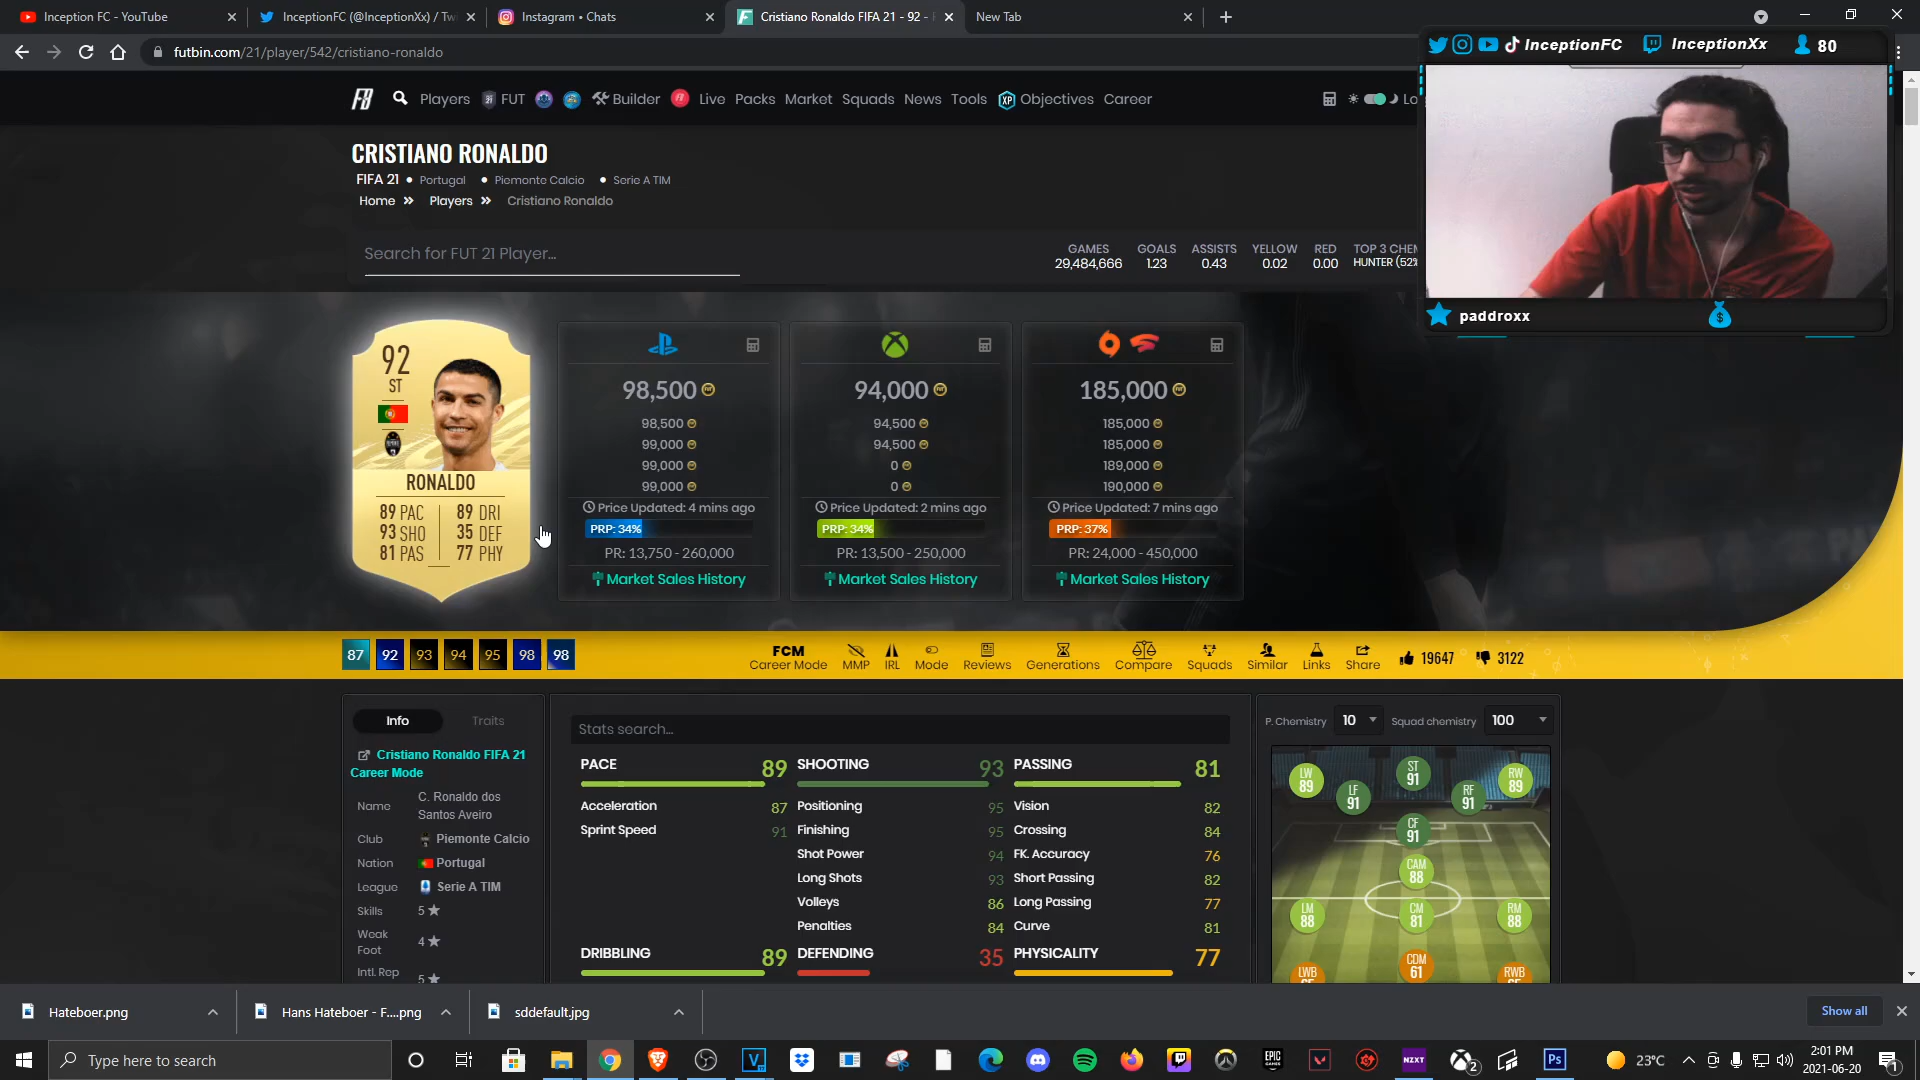 Inception FC - YouTube
InceptionFC (@InceptionXx) / Tw
Instagram • Chats
Cristiano Ronaldo FIFA 21 - 92 -
New Tab
futbin.com/21/player/542/cristiano-ronaldo
InceptionFC
InceptionXx
80
Players
FUT
Builder
Live
Packs
Market
Squads
News
Tools
XP
Objectives
Career
Lo
CRISTIANO RONALDO
FIFA 21 • Portugal • Piemonte Calcio • Serie A TIM
Home » Players » Cristiano Ronaldo
Search for FUT 21 Player...
GAMES GOALS ASSISTS YELLOW RED TOP 3 CHEM
29,484,666 1.23 0.43 0.02 0.00 HUNTER (52%
paddroxx
92
ST
RONALDO
89 PAC 89 DRI
93 SHO 35 DEF
81 PAS 77 PHY
98,500
98,500
99,000
99,000
99,000
Price Updated: 4 mins ago
PRP: 34%
PR: 13,750 - 260,000
Market Sales History
94,000
94,500
94,500
0
0
Price Updated: 2 mins ago
PRP: 34%
PR: 13,500 - 250,000
Market Sales History
185,000
185,000
185,000
189,000
190,000
Price Updated: 7 mins ago
PRP: 37%
PR: 24,000 - 450,000
Market Sales History
87 92 93 94 95 98 98
FCM
Career Mode
MMP
IRL
Mode
Reviews
Generations
Compare
Squads
Similar
Links
Share
19647
3122
Info
Traits
Cristiano Ronaldo FIFA 21
Career Mode
Name C. Ronaldo dos
Santos Aveiro
Club Piemonte Calcio
Nation Portugal
League Serie A TIM
Skills 5
Weak
Foot 4
Intl. Rep 5
Stats search...
PACE 89
Acceleration 87
Sprint Speed 91
SHOOTING 93
Positioning 95
Finishing 95
Shot Power 94
Long Shots 93
Volleys 86
Penalties 84
PASSING 81
Vision 82
Crossing 84
FK. Accuracy 76
Short Passing 82
Long Passing 77
Curve 81
DRIBBLING 89
DEFENDING 35
PHYSICALITY 77
P. Chemistry 10
Squad chemistry 100
LW 89
LF 91
ST 91
RF 91
RW 89
CF 91
CAM 88
LM 88
CM 81
RM 88
LWB
CDM 61
RWB
Hateboer.png
Hans Hateboer - F....png
sddefault.jpg
Show all
Type here to search
EPIC GAMES
NZXT
2
Ps
23°C
2:01 PM
2021-06-20
1